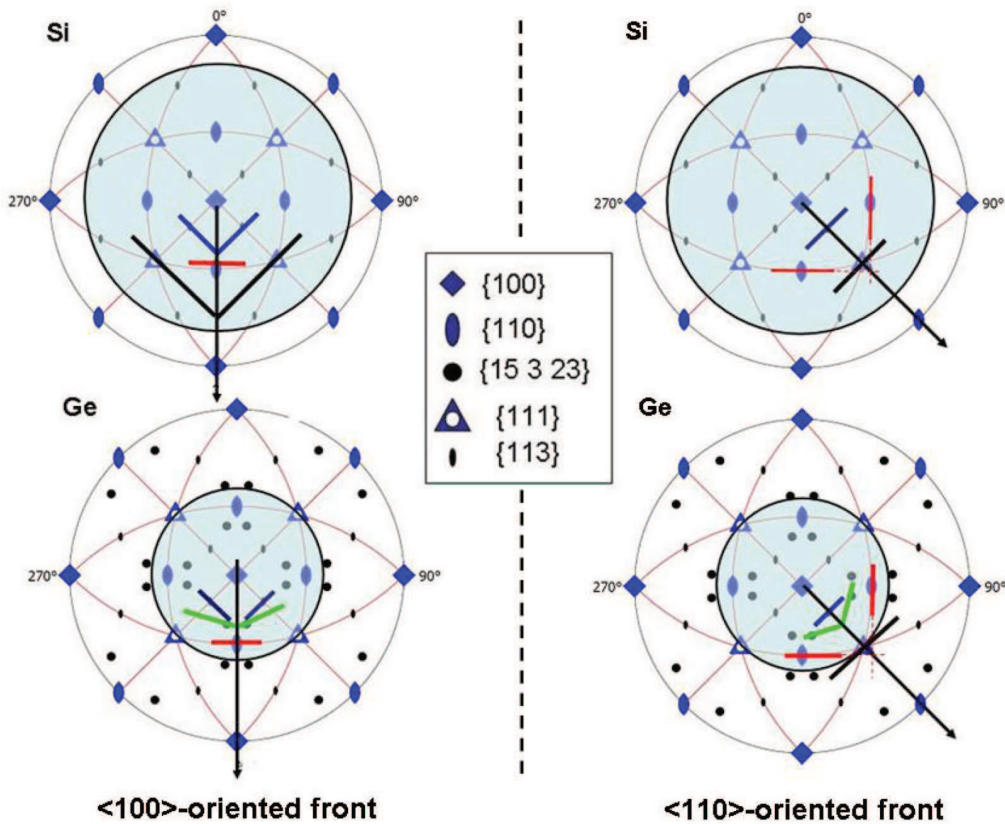 Si
0°
270°
90°
Si
0°
270°
90°
{100}
{110}
{15 3 23}
{111}
{113}
Ge
270°
90°
Ge
270°
90°
<100>-oriented front
<110>-oriented front